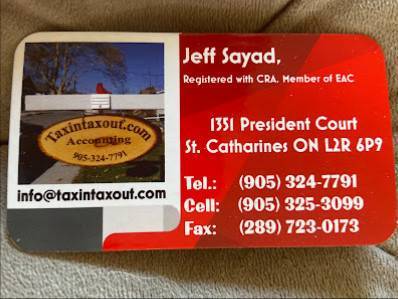 Jeff Sayad,
Registered with CRA. Member of EAC
1351 President Court
St. Catharines ON L2R 6P9
Tel.: (905) 324-7791
Cell: (905) 325-3099
Fax: (289) 723-0173
Taxintaxout.com
Accounting
905-324-7791
info@taxintaxout.com